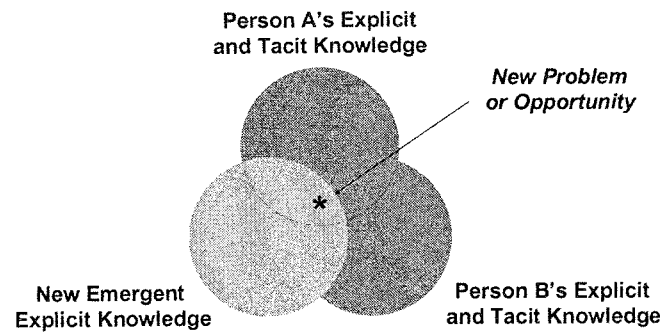 Person A's Explicit
and Tacit Knowledge
New Problem
or Opportunity
*
New Emergent
Explicit Knowledge
Person B's Explicit
and Tacit Knowledge